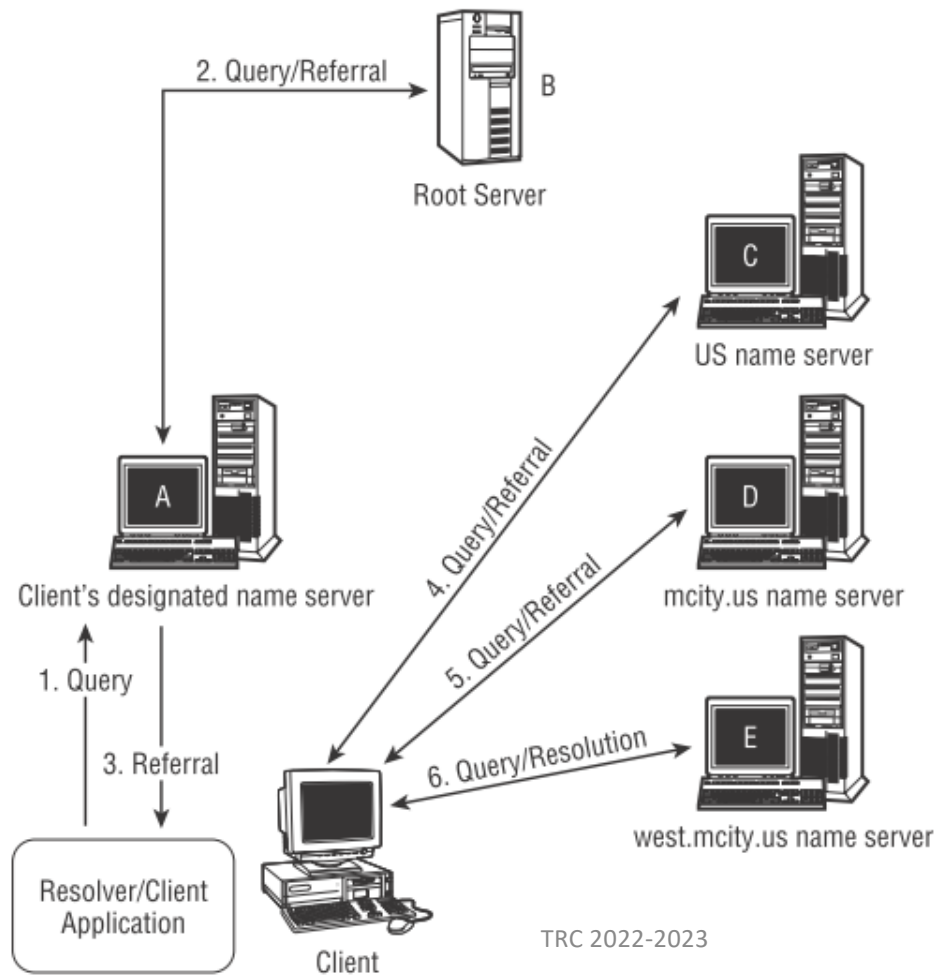 2. Query/Referral
B
Root Server
C
US name server
A
Client's designated name server
4. Query/Referral
D
mcity.us name server
1. Query
5. Query/Referral
3. Referral
6. Query/Resolution
E
west.mcity.us name server
Resolver/Client
Application
Client
TRC 2022-2023